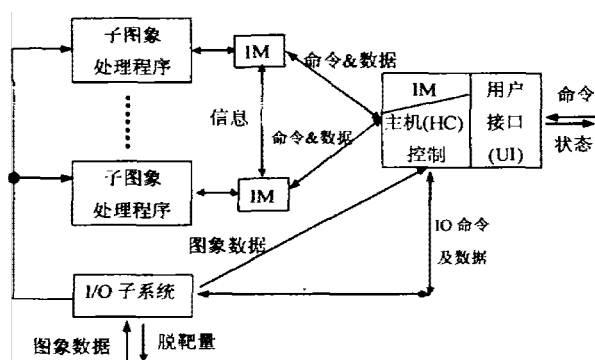 子图象
处理程序
IM
命令&数据
IM
用户
接口
(UI)
主机(HC)
控制
命令
状态
信息
命令&数据
子图象
处理程序
IM
图象数据
IO 命令
及数据
I/O 子系统
图象数据
脱靶量